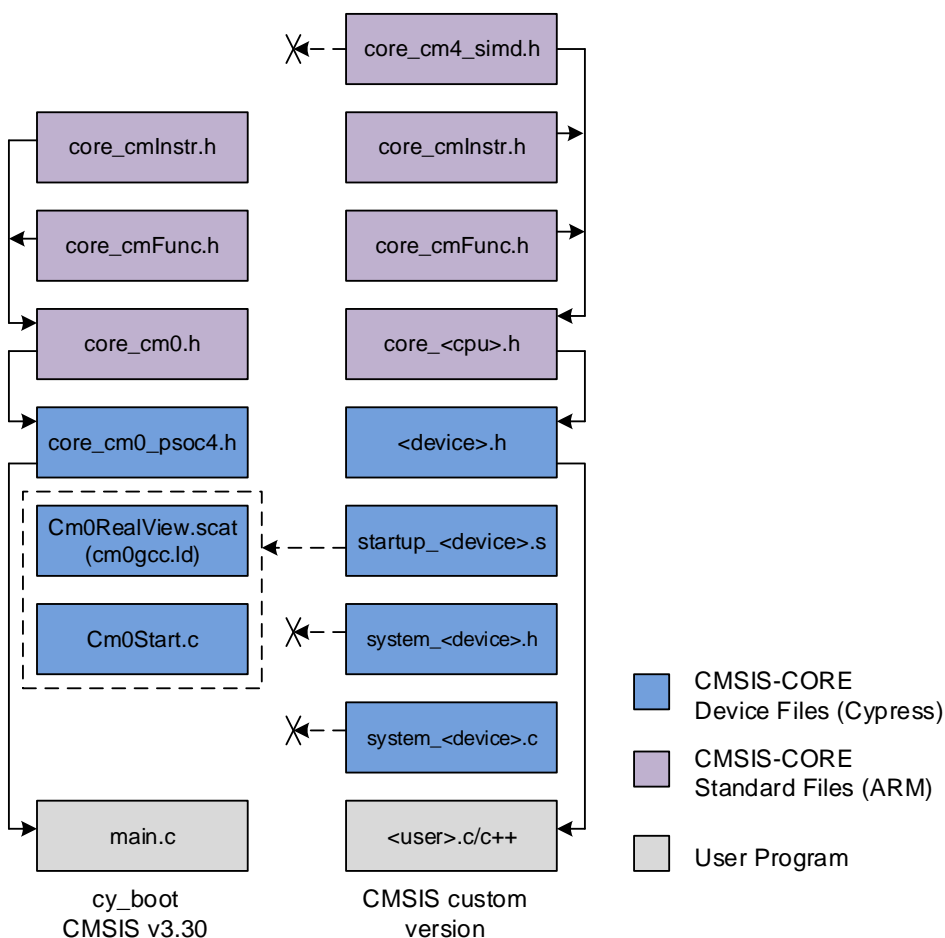 core_cm4_simd.h
core_cmInstr.h
core_cmInstr.h
core_cmFunc.h
core_cmFunc.h
core_cm0.h
core_<cpu>.h
core_cm0_psoc4.h
<device>.h
Cm0RealView.scat
(cm0gcc.ld)
startup_<device>.s
Cm0Start.c
system_<device>.h
system_<device>.c
main.c
<user>.c/c++
cy_boot
CMSIS v3.30
CMSIS custom
version
CMSIS-CORE
Device Files (Cypress)
CMSIS-CORE
Standard Files (ARM)
User Program